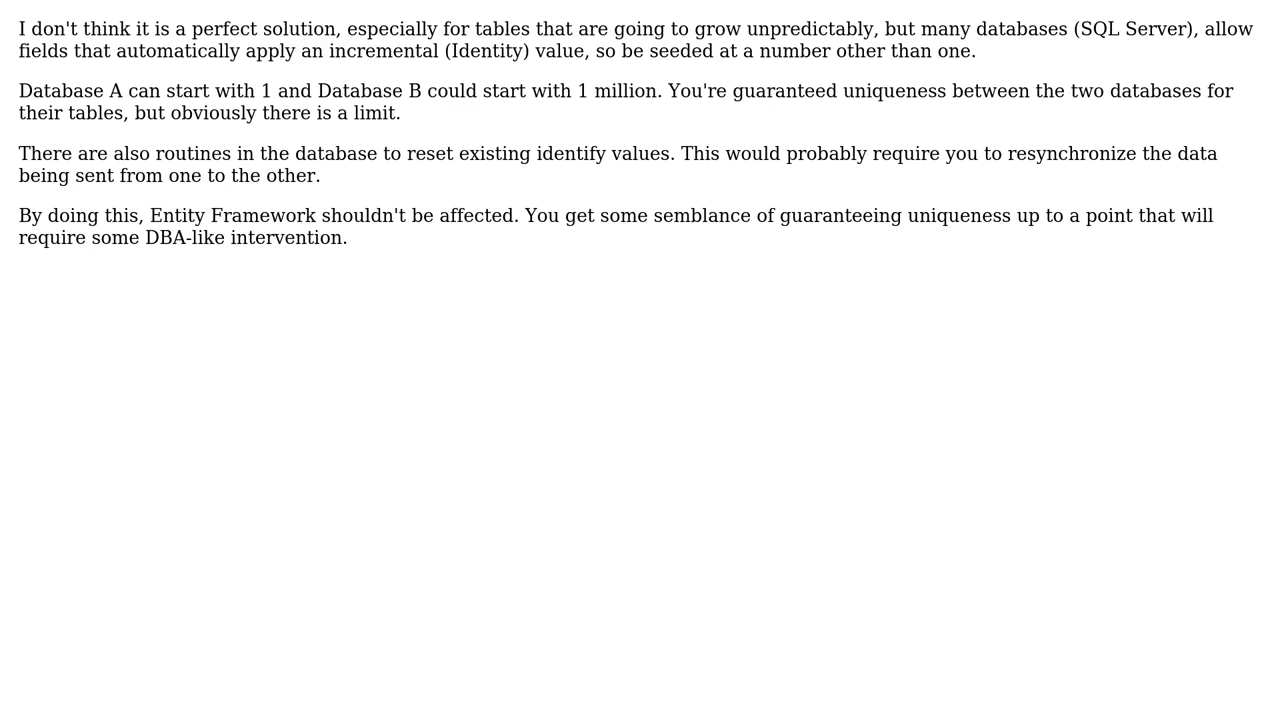 I don't think it is a perfect solution, especially for tables that are going to grow unpredictably, but many databases (SQL Server), allow
fields that automatically apply an incremental (Identity) value, so be seeded at a number other than one.
Database A can start with 1 and Database B could start with 1 million. You're guaranteed uniqueness between the two databases for
their tables, but obviously there is a limit.
There are also routines in the database to reset existing identify values. This would probably require you to resynchronize the data
being sent from one to the other.
By doing this, Entity Framework shouldn't be affected. You get some semblance of guaranteeing uniqueness up to a point that will
require some DBA-like intervention.